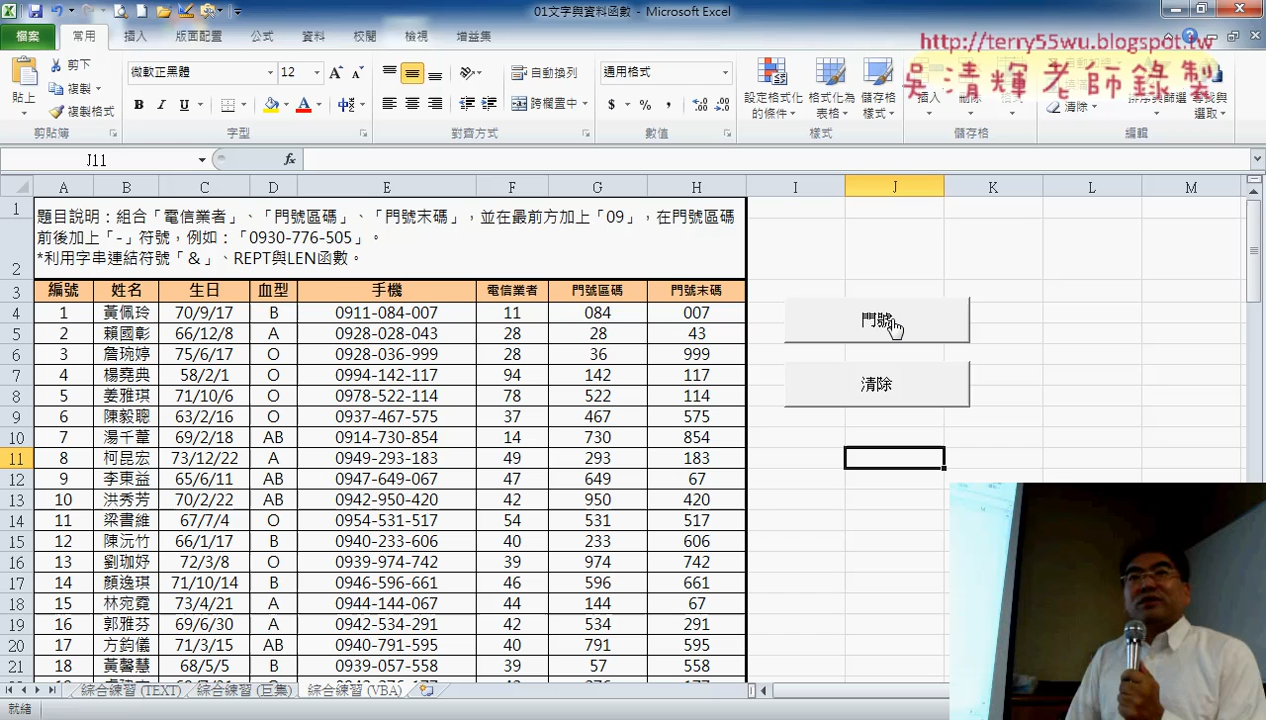 01文字與資料函數 - Microsoft Excel
http://terry55wu.blogspot.tw
吳清輝老師錄製
檔案 常用 插入 版面配置 公式 資料 校閱 檢視 增益集
剪下
複製
複製格式
貼上
微軟正黑體 12
自動換列
跨欄置中
通用格式
設定格式化的條件
格式化為表格
儲存格樣式
插入
清除
剪貼簿 字型 對齊方式 數值 樣式 儲存格 編輯
J11
A B C D E F G H I J K L M
題目說明：組合「電信業者」、「門號區碼」、「門號末碼」，並在最前方加上「09」，在門號區碼
前後加上「-」符號，例如：「0930-776-505」。
*利用字串連結符號「&」、REPT與LEN函數。
編號 姓名 生日 血型 手機 電信業者 門號區碼 門號末碼
1 黃佩玲 70/9/17 B 0911-084-007 11 084 007
2 賴國彰 66/12/8 A 0928-028-043 28 28 43
3 詹琬婷 75/6/17 O 0928-036-999 28 36 999
4 楊堯典 58/2/1 O 0994-142-117 94 142 117
5 姜雅琪 71/10/6 O 0978-522-114 78 522 114
6 陳毅聰 63/2/16 O 0937-467-575 37 467 575
7 湯千葦 69/2/18 AB 0914-730-854 14 730 854
8 柯昆宏 73/12/22 A 0949-293-183 49 293 183
9 李東益 65/6/11 AB 0947-649-067 47 649 67
10 洪秀芳 70/2/22 AB 0942-950-420 42 950 420
11 梁書維 67/7/4 O 0954-531-517 54 531 517
12 陳沅竹 66/1/17 B 0940-233-606 40 233 606
13 劉珈妤 72/3/8 O 0939-974-742 39 974 742
14 顏逸琪 71/10/14 B 0946-596-661 46 596 661
15 林宛霓 73/4/21 A 0944-144-067 44 144 67
16 郭雅芬 69/6/30 A 0942-534-291 42 534 291
17 方鈞儀 71/3/15 AB 0940-791-595 40 791 595
18 黃馨慧 68/5/5 B 0939-057-558 39 57 558
門號
清除
綜合練習 (TEXT) 綜合練習 (巨集) 綜合練習 (VBA)
就緒